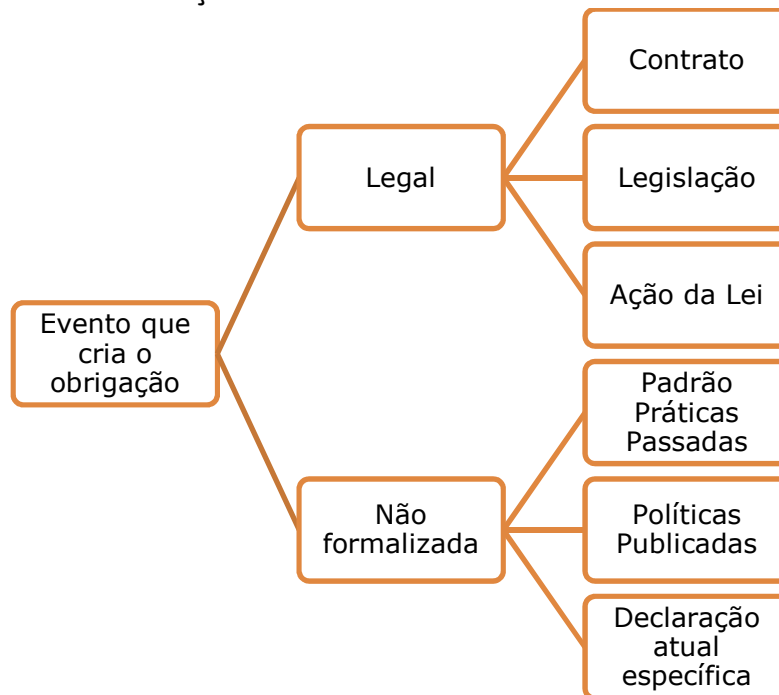 Contrato
Legal
Legislação
Ação da Lei
Evento que
cria o
obrigação
Padrão
Práticas
Passadas
Não
formalizada
Políticas
Publicadas
Declaração
atual
específica